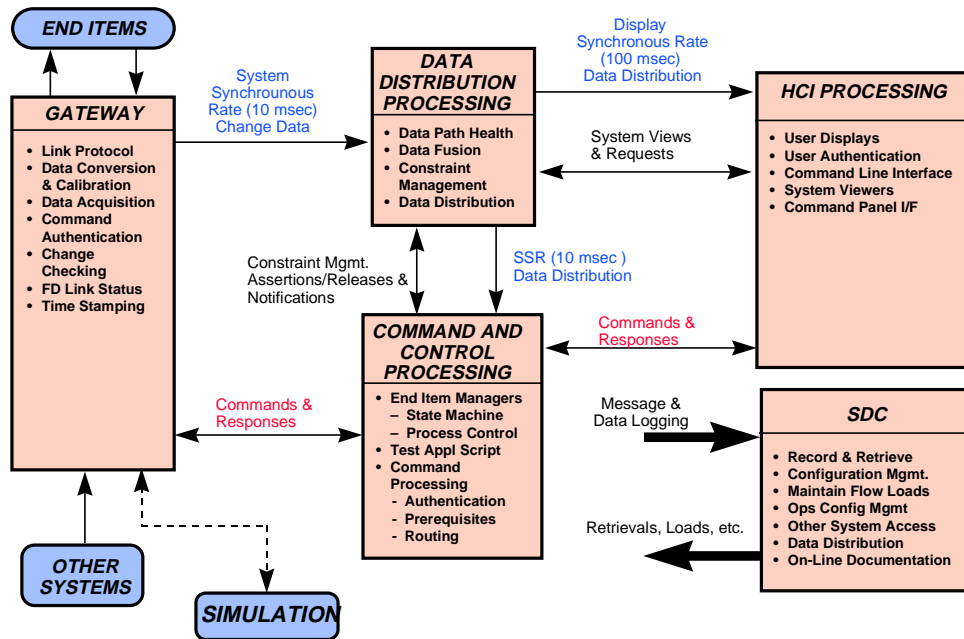 END ITEMS
GATEWAY
• Link Protocol
• Data Conversion
& Calibration
• Data Acquisition
• Command
Authentication
• Change
Checking
• FD Link Status
• Time Stamping
System
Synchrounous
Rate (10 msec)
Change Data
DATA
DISTRIBUTION
PROCESSING
• Data Path Health
• Data Fusion
• Constraint
Management
• Data Distribution
Display
Synchronous Rate
(100 msec)
Data Distribution
System Views
& Requests
HCI PROCESSING
• User Displays
• User Authentication
• Command Line Interface
• System Viewers
• Command Panel I/F
Constraint Mgmt.
Assertions/Releases &
Notifications
SSR (10 msec )
Data Distribution
COMMAND AND
CONTROL
PROCESSING
• End Item Managers
– State Machine
– Process Control
• Test Appl Script
• Command
Processing
- Authentication
- Prerequisites
- Routing
Commands &
Responses
Commands &
Responses
Message &
Data Logging
Retrievals, Loads, etc.
SDC
• Record & Retrieve
• Configuration Mgmt.
• Maintain Flow Loads
• Ops Config Mgmt
• Other System Access
• Data Distribution
• On-Line Documentation
OTHER
SYSTEMS
SIMULATION